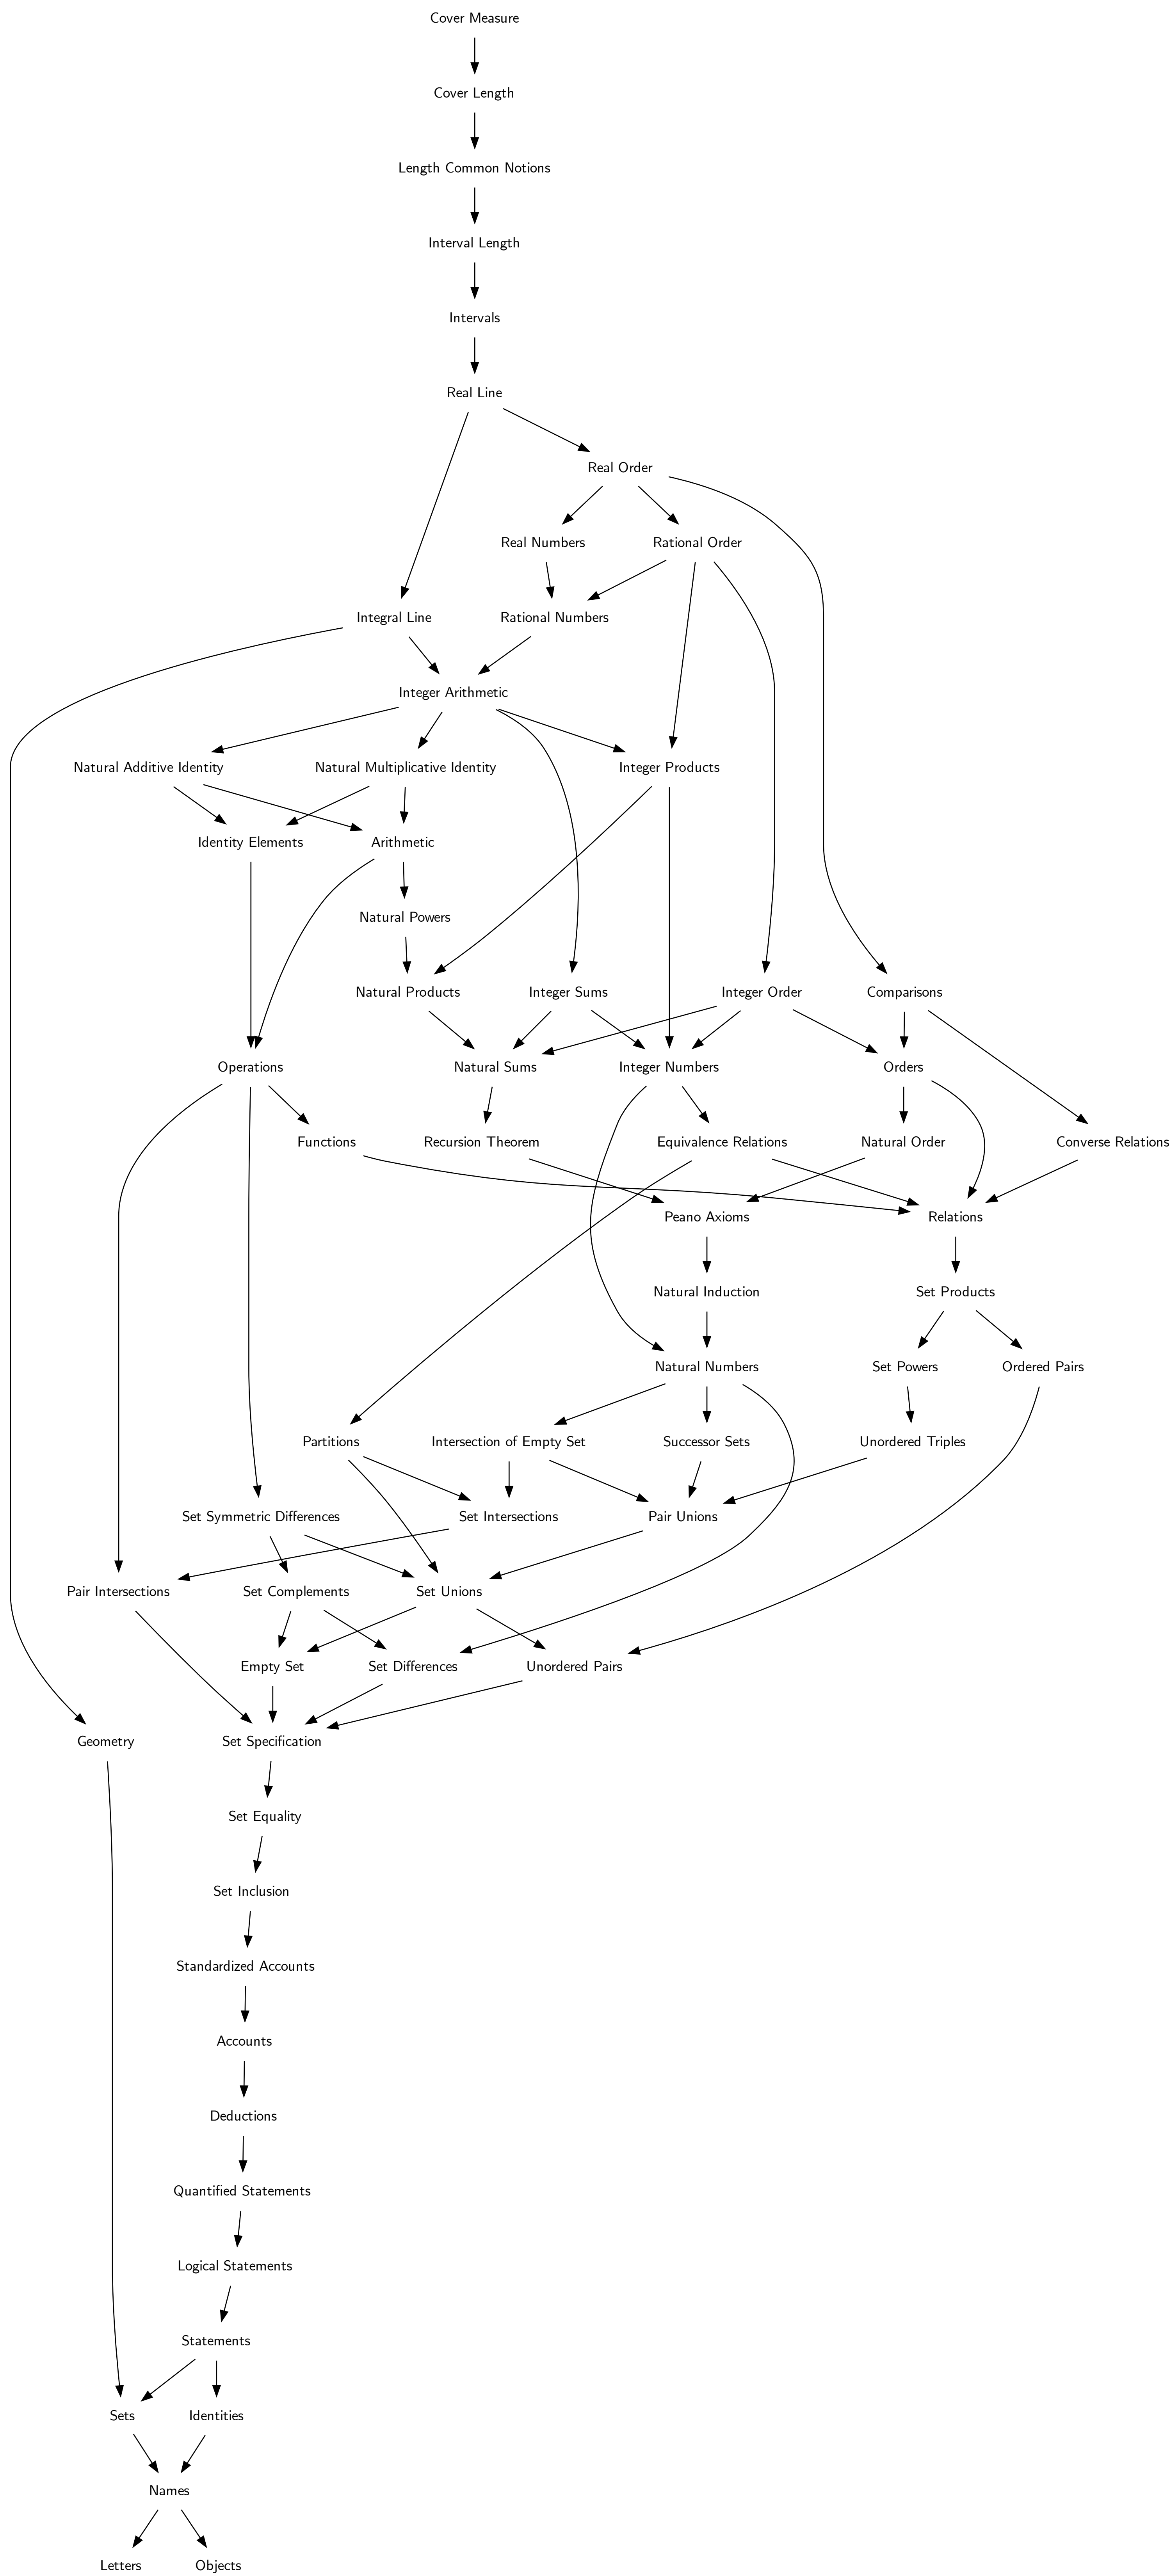 Cover Measure
Cover Length
Length Common Notions
Interval Length
Intervals
Real Line
Real Order
Real Numbers
Rational Order
Integral Line
Rational Numbers
Integer Arithmetic
Natural Additive Identity
Natural Multiplicative Identity
Integer Products
Identity Elements
Arithmetic
Natural Powers
Natural Products
Integer Sums
Integer Order
Comparisons
Operations
Natural Sums
Integer Numbers
Orders
Functions
Recursion Theorem
Equivalence Relations
Natural Order
Converse Relations
Peano Axioms
Relations
Natural Induction
Set Products
Natural Numbers
Set Powers
Ordered Pairs
Partitions
Intersection of Empty Set
Successor Sets
Unordered Triples
Set Symmetric Differences
Set Intersections
Pair Unions
Pair Intersections
Set Complements
Set Unions
Empty Set
Set Differences
Unordered Pairs
Geometry
Set Specification
Set Equality
Set Inclusion
Standardized Accounts
Accounts
Deductions
Quantified Statements
Logical Statements
Statements
Sets
Identities
Names
Letters
Objects